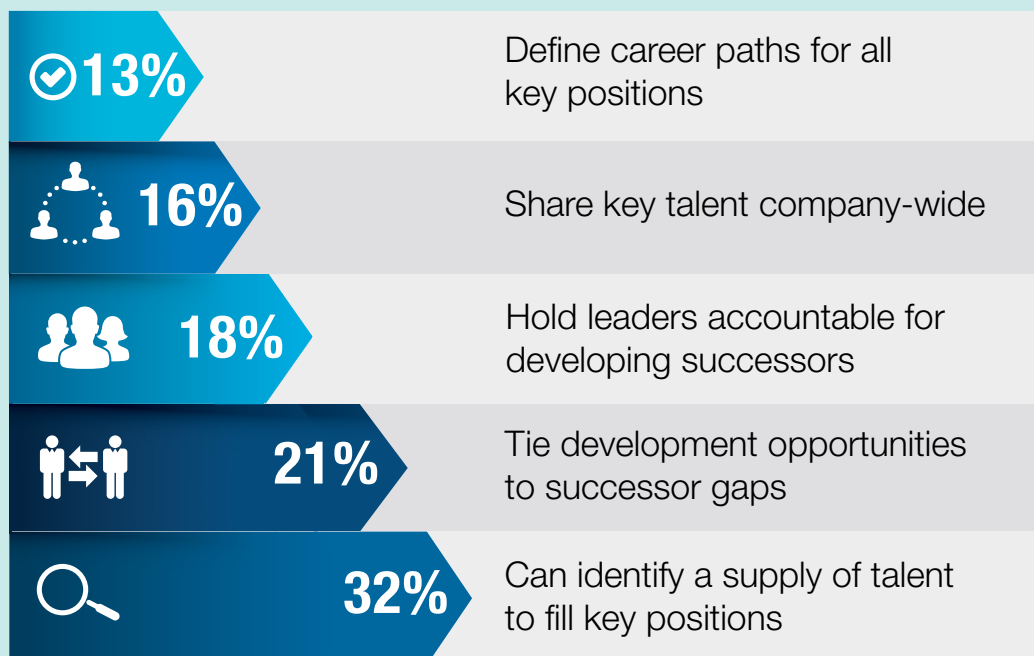 13%
Define career paths for all
key positions
16%
Share key talent company-wide
18%
Hold leaders accountable for
developing successors
21%
Tie development opportunities
to successor gaps
32%
Can identify a supply of talent
to fill key positions